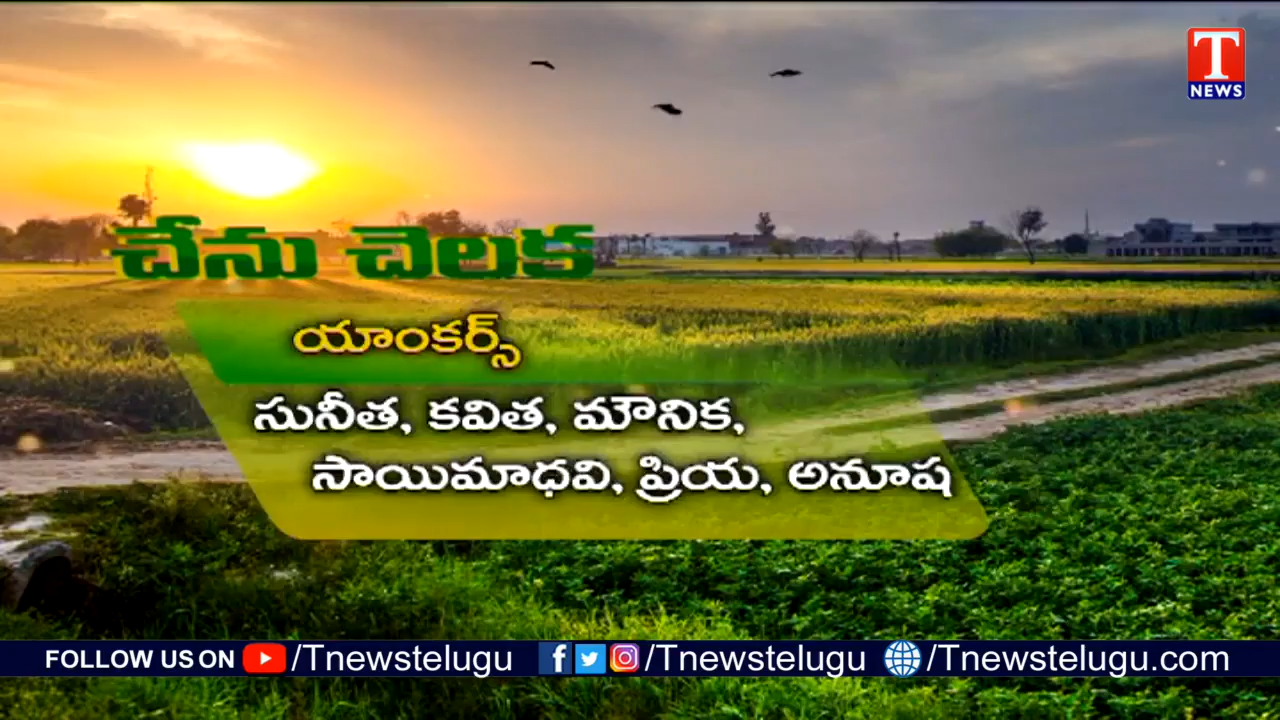 T
NEWS
చేను చెలక
యాంకర్స్
సునీత, కవిత, మౌనిక,
సాయిమాధవి, ప్రియ, అనూష
FOLLOW US ON /Tnewstelugu /Tnewstelugu /Tnewstelugu.com